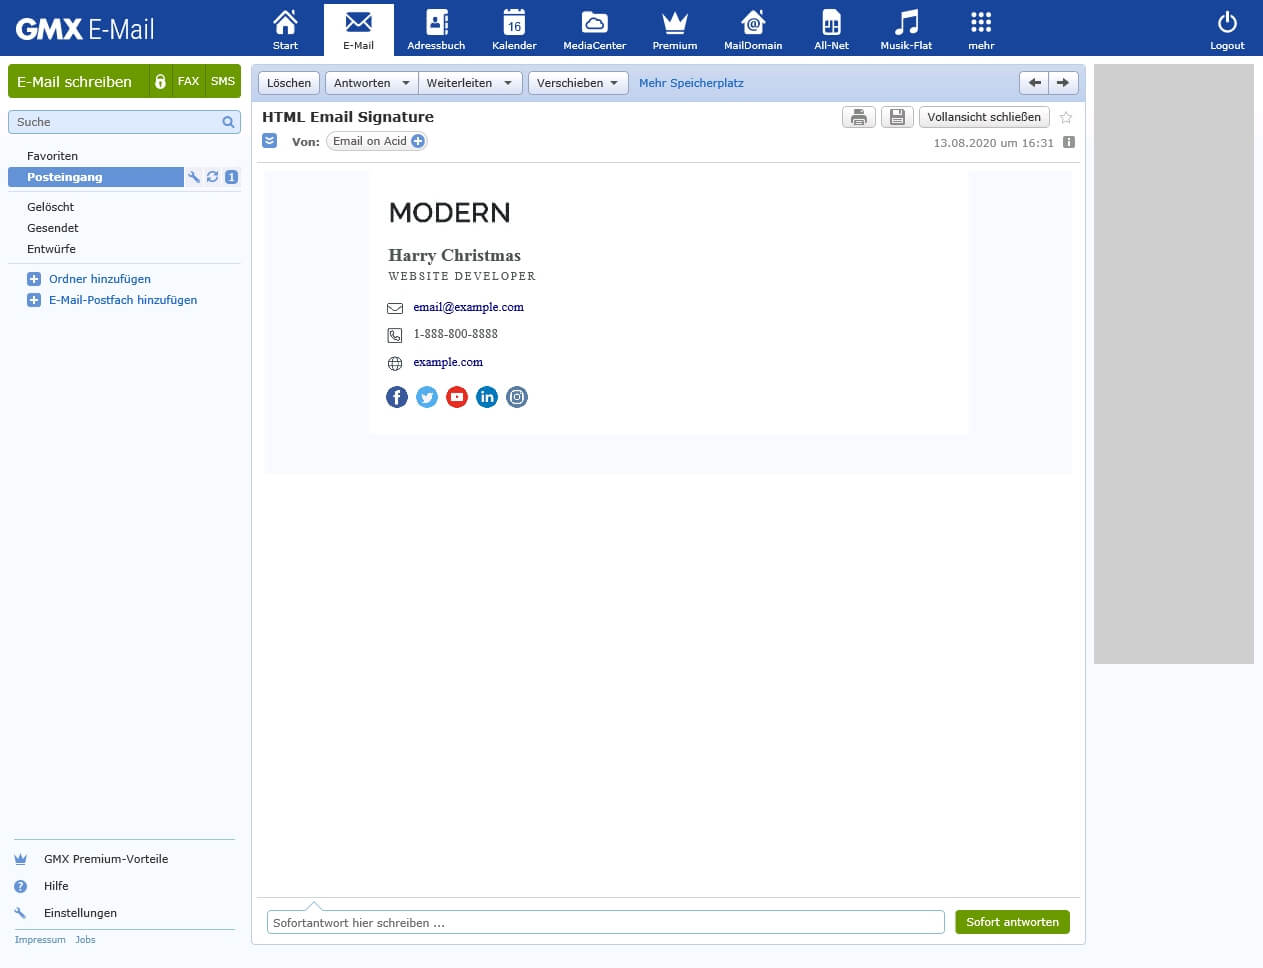 GMX E-Mail
Start
E-Mail
Adressbuch
16
Kalender
MediaCenter
Premium
@
MailDomain
All-Net
Musik-Flat
mehr
Logout
E-Mail schreiben FAX SMS
Suche
Favoriten
Posteingang 1
Gelöscht
Gesendet
Entwürfe
Ordner hinzufügen
E-Mail-Postfach hinzufügen
Löschen Antworten Weiterleiten Verschieben Mehr Speicherplatz
HTML Email Signature Vollansicht schließen
Von: Email on Acid 13.08.2020 um 16:31
MODERN
Harry Christmas
WEBSITE DEVELOPER
email@example.com
1-888-800-8888
example.com
Sofortantwort hier schreiben ... Sofort antworten
GMX Premium-Vorteile
Hilfe
Einstellungen
Impressum Jobs